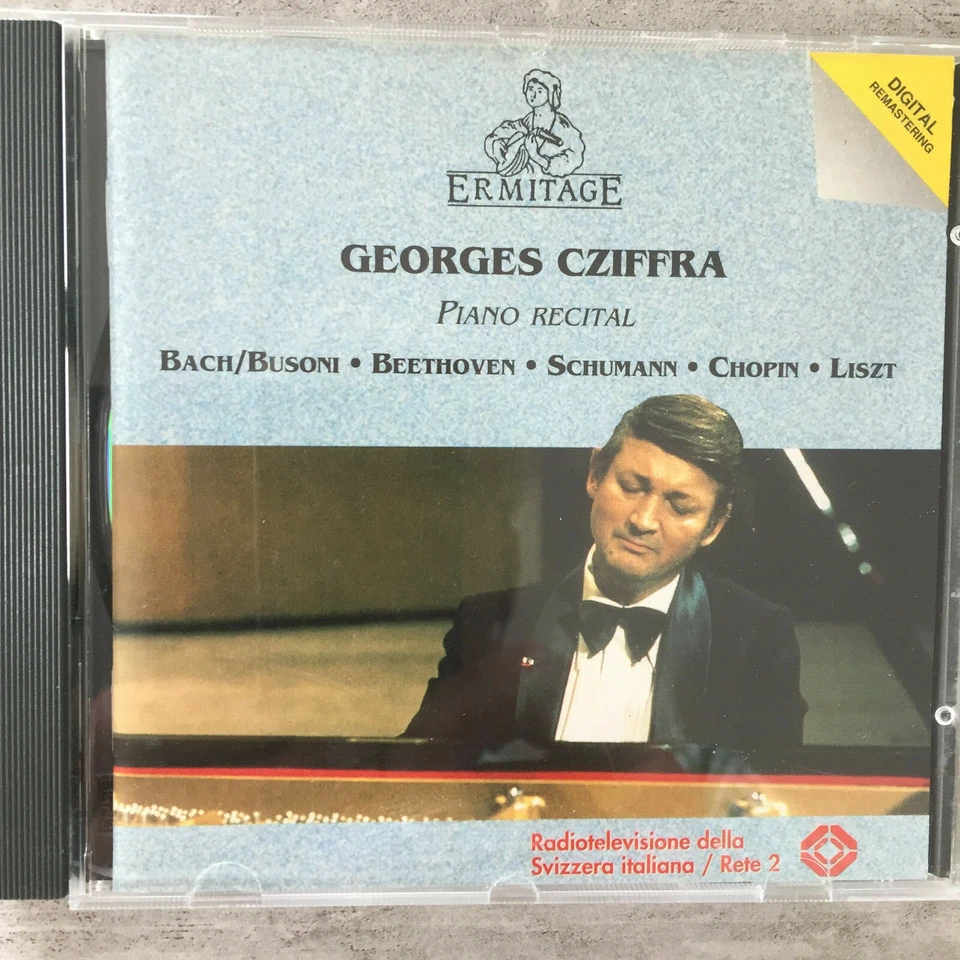 DIGITAL
REMASTERING
ERMITAGE
GEORGES CZIFFRA
PIANO RECITAL
BACH/BUSONI • BEETHOVEN • SCHUMANN • CHOPIN • LISZT
Radiotelevisione della
Svizzera italiana / Rete 2